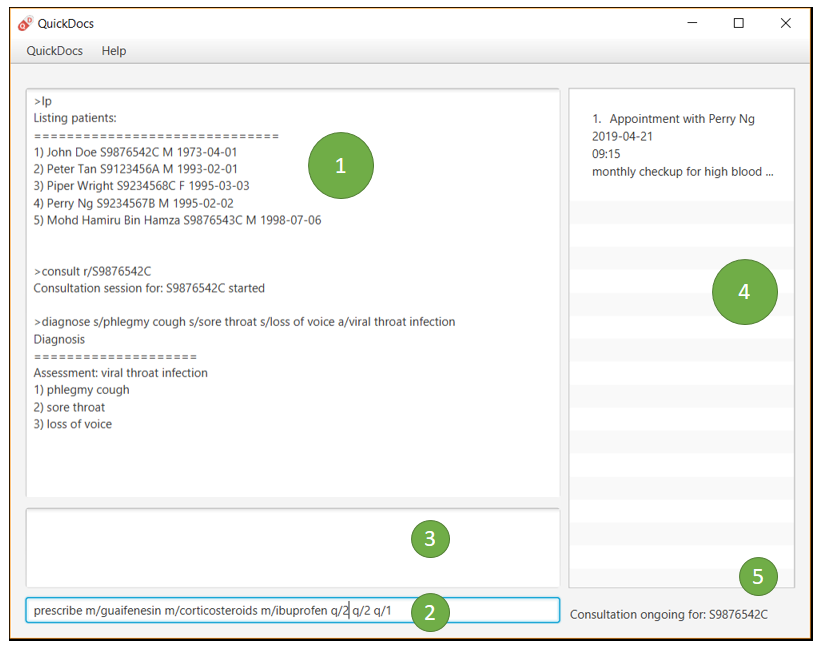 QuickDocs
QuickDocs Help
>lp
Listing patients:
==============================
1) John Doe S9876542C M 1973-04-01
2) Peter Tan S9123456A M 1993-02-01
3) Piper Wright S9234568C F 1995-03-03
4) Perry Ng S9234567B M 1995-02-02
5) Mohd Hamiru Bin Hamza S9876543C M 1998-07-06
1
>consult r/S9876542C
Consultation session for: S9876542C started
>diagnose s/phlegmy cough s/sore throat s/loss of voice a/viral throat infection
Diagnosis
====================
Assessment: viral throat infection
1) phlegmy cough
2) sore throat
3) loss of voice
3
prescribe m/guaifenesin m/corticosteroids m/ibuprofen q/2 q/2 q/1
2
1. Appointment with Perry Ng
2019-04-21
09:15
monthly checkup for high blood ...
4
5
Consultation ongoing for: S9876542C